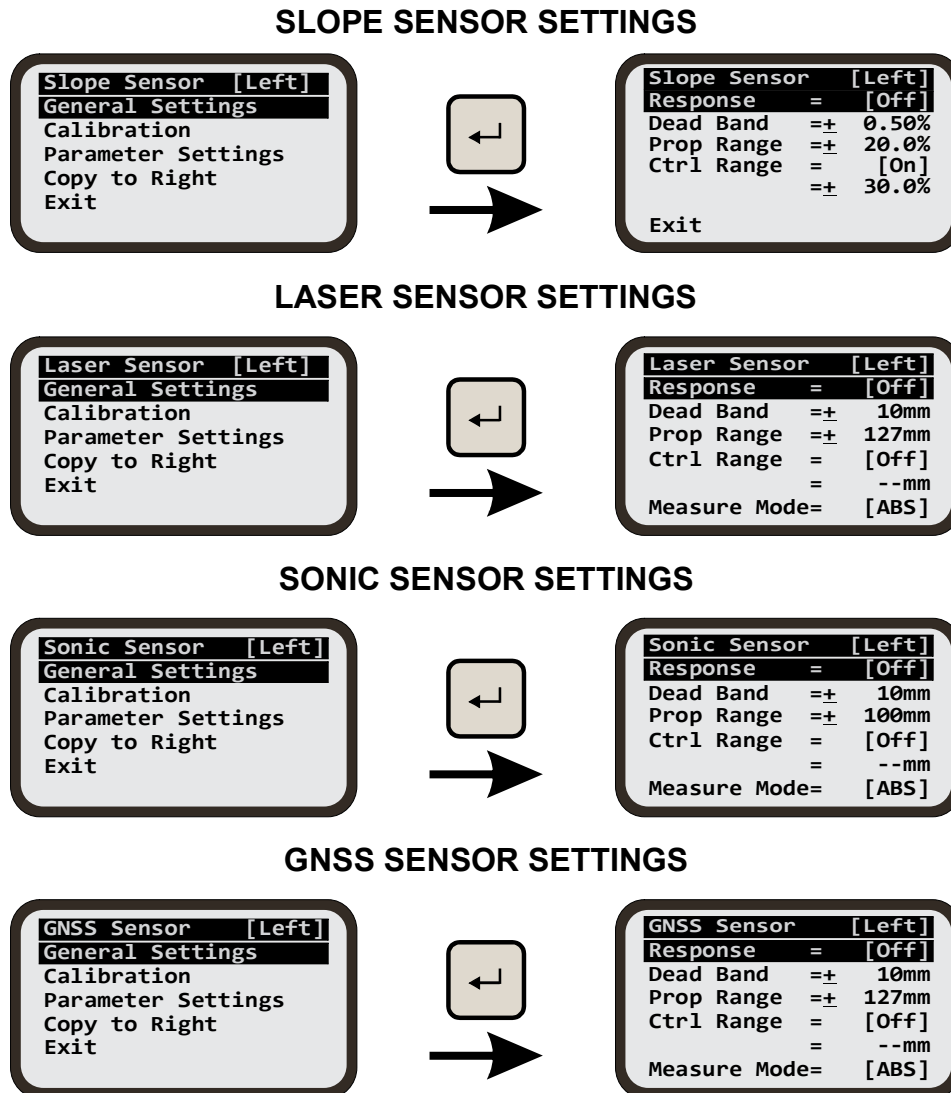 SLOPE SENSOR SETTINGS
Slope Sensor [Left]
General Settings
Calibration
Parameter Settings
Copy to Right
Exit
Slope Sensor [Left]
Response = [Off]
Dead Band =± 0.50%
Prop Range =± 20.0%
Ctrl Range = [On]
=± 30.0%
Exit
LASER SENSOR SETTINGS
Laser Sensor [Left]
General Settings
Calibration
Parameter Settings
Copy to Right
Exit
Laser Sensor [Left]
Response = [Off]
Dead Band =± 10mm
Prop Range =± 127mm
Ctrl Range = [Off]
= --mm
Measure Mode= [ABS]
SONIC SENSOR SETTINGS
Sonic Sensor [Left]
General Settings
Calibration
Parameter Settings
Copy to Right
Exit
Sonic Sensor [Left]
Response = [Off]
Dead Band =± 10mm
Prop Range =± 100mm
Ctrl Range = [Off]
= --mm
Measure Mode= [ABS]
GNSS SENSOR SETTINGS
GNSS Sensor [Left]
General Settings
Calibration
Parameter Settings
Copy to Right
Exit
GNSS Sensor [Left]
Response = [Off]
Dead Band =± 10mm
Prop Range =± 127mm
Ctrl Range = [Off]
= --mm
Measure Mode= [ABS]